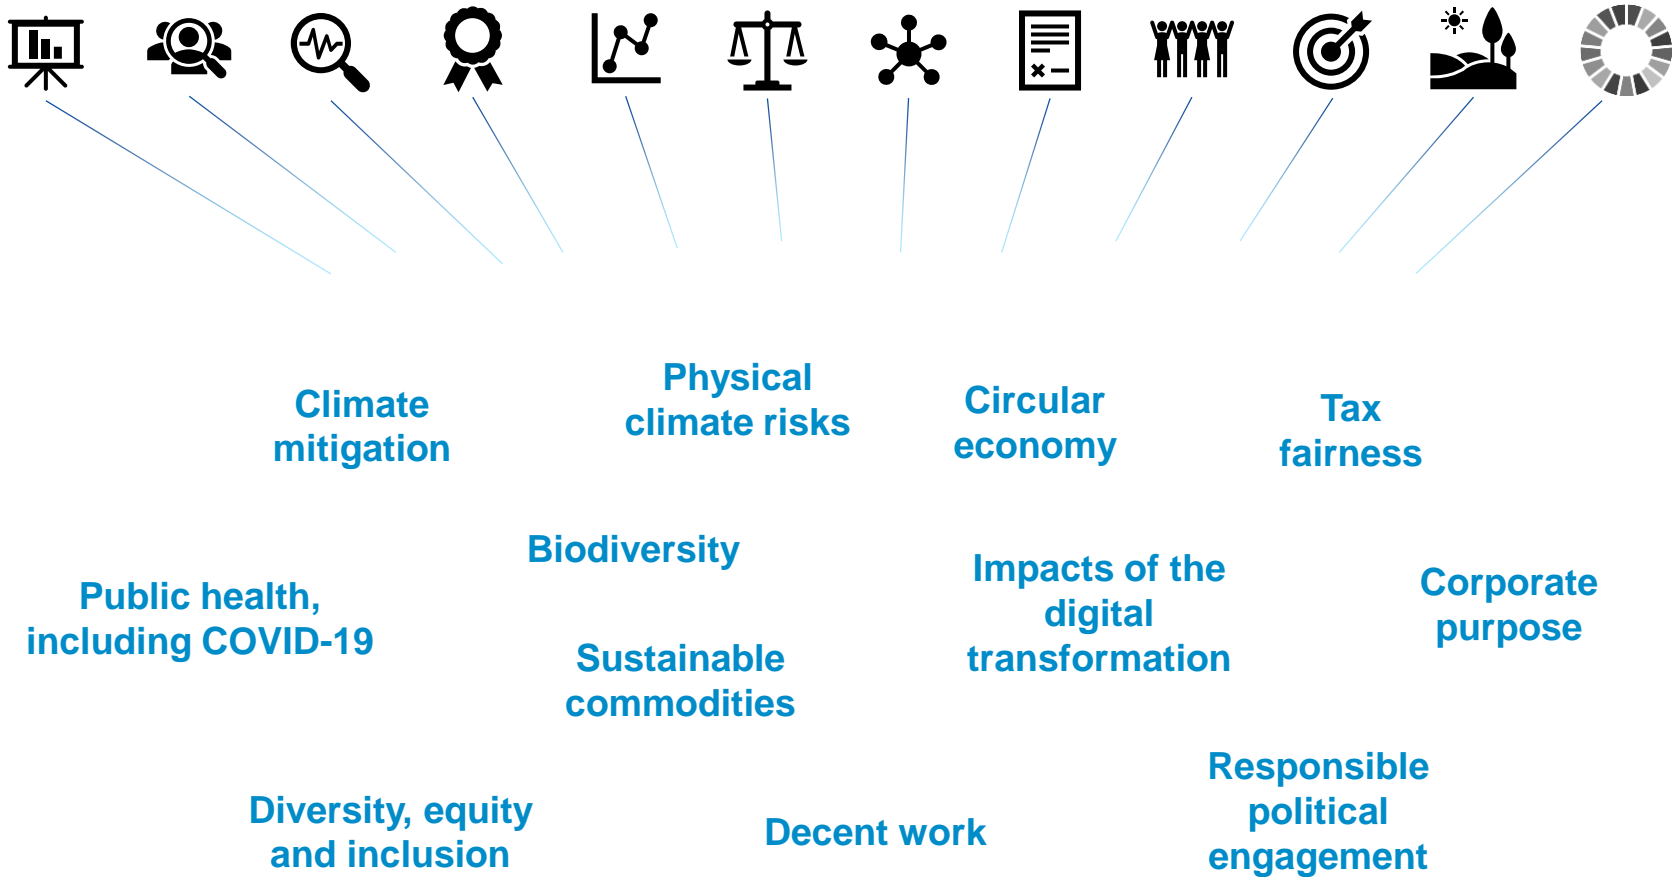 Climate
mitigation
Physical
climate risks
Circular
economy
Tax
fairness
Public health,
including COVID-19
Biodiversity
Sustainable
commodities
Impacts of the
digital
transformation
Corporate
purpose
Diversity, equity
and inclusion
Decent work
Responsible
political
engagement